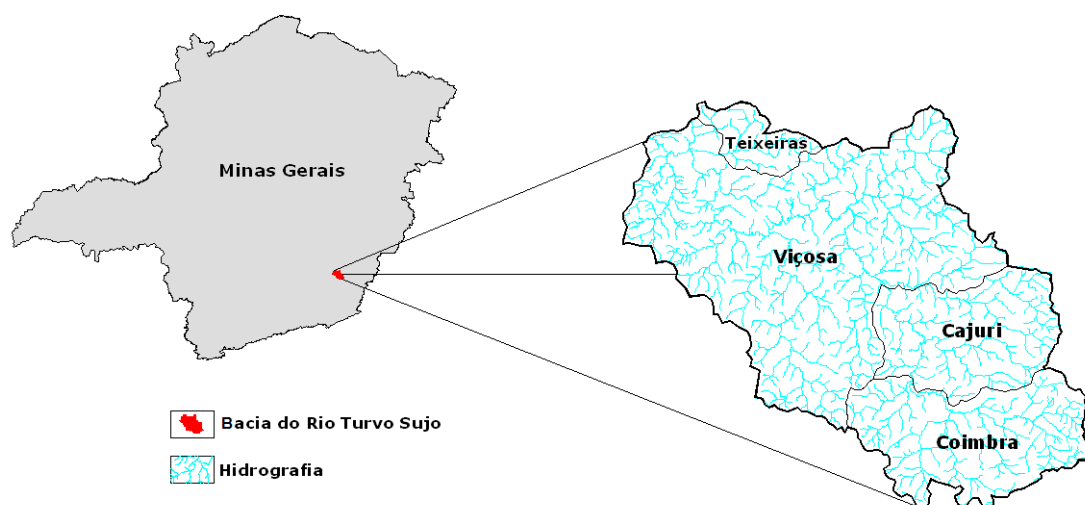 Minas Gerais
Teixeiras
Viçosa
Cajuri
Coimbra
Bacia do Rio Turvo Sujo
Hidrografia